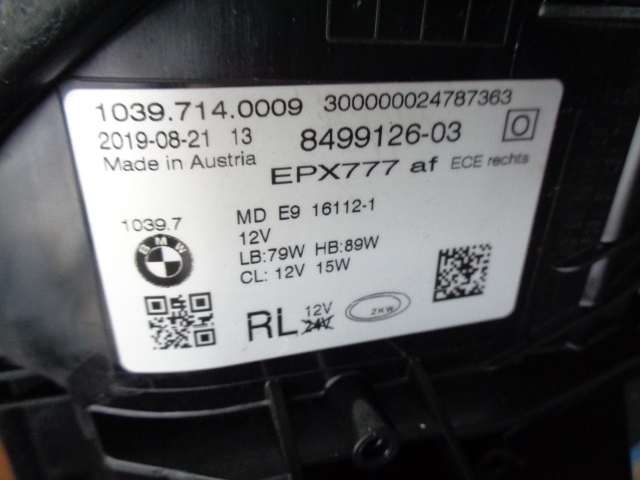 1039.714.0009 300000024787363
2019-08-21 13 8499126-03 O
Made in Austria EPX777 af ECE rechts
1039.7
BMW
MD E9 16112-1
12V
LB:79W HB:89W
CL: 12V 15W
RL 12V 24V ZKW